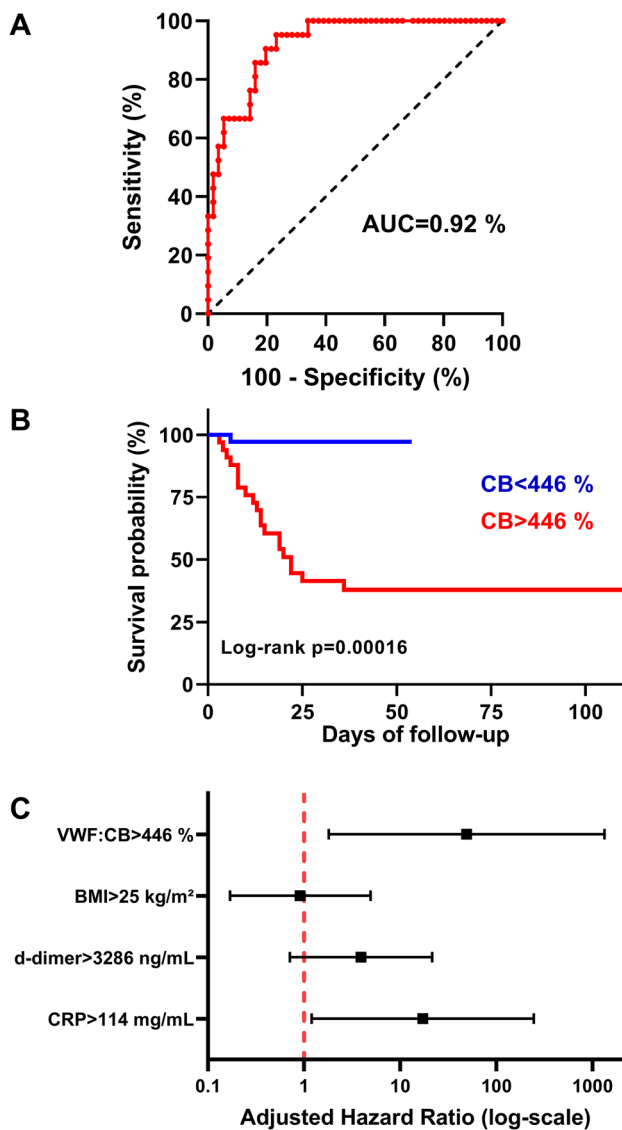 A
100
80
60
40
20
0
Sensitivity (%)
AUC=0.92 %
0 20 40 60 80 100
100 - Specificity (%)
B
100
75
50
25
0
Survival probability (%)
CB<446 %
CB>446 %
Log-rank p=0.00016
0 25 50 75 100
Days of follow-up
C
VWF:CB>446 %
BMI>25 kg/m²
d-dimer>3286 ng/mL
CRP>114 mg/mL
0.1 1 10 100 1000
Adjusted Hazard Ratio (log-scale)